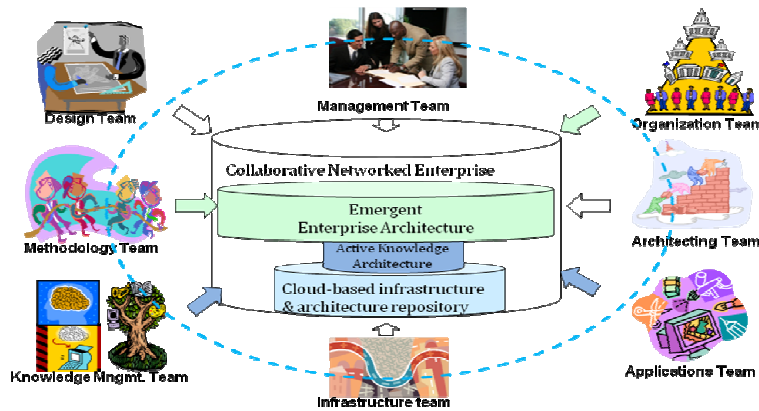 Management Team
Design Team
Organization Team
Collaborative Networked Enterprise
Emergent
Enterprise Architecture
Methodology Team
Architecting Team
Active Knowledge
Architecture
Cloud-based infrastructure
& architecture repository
Knowledge Mngmt. Team
Applications Team
Infrastructure team